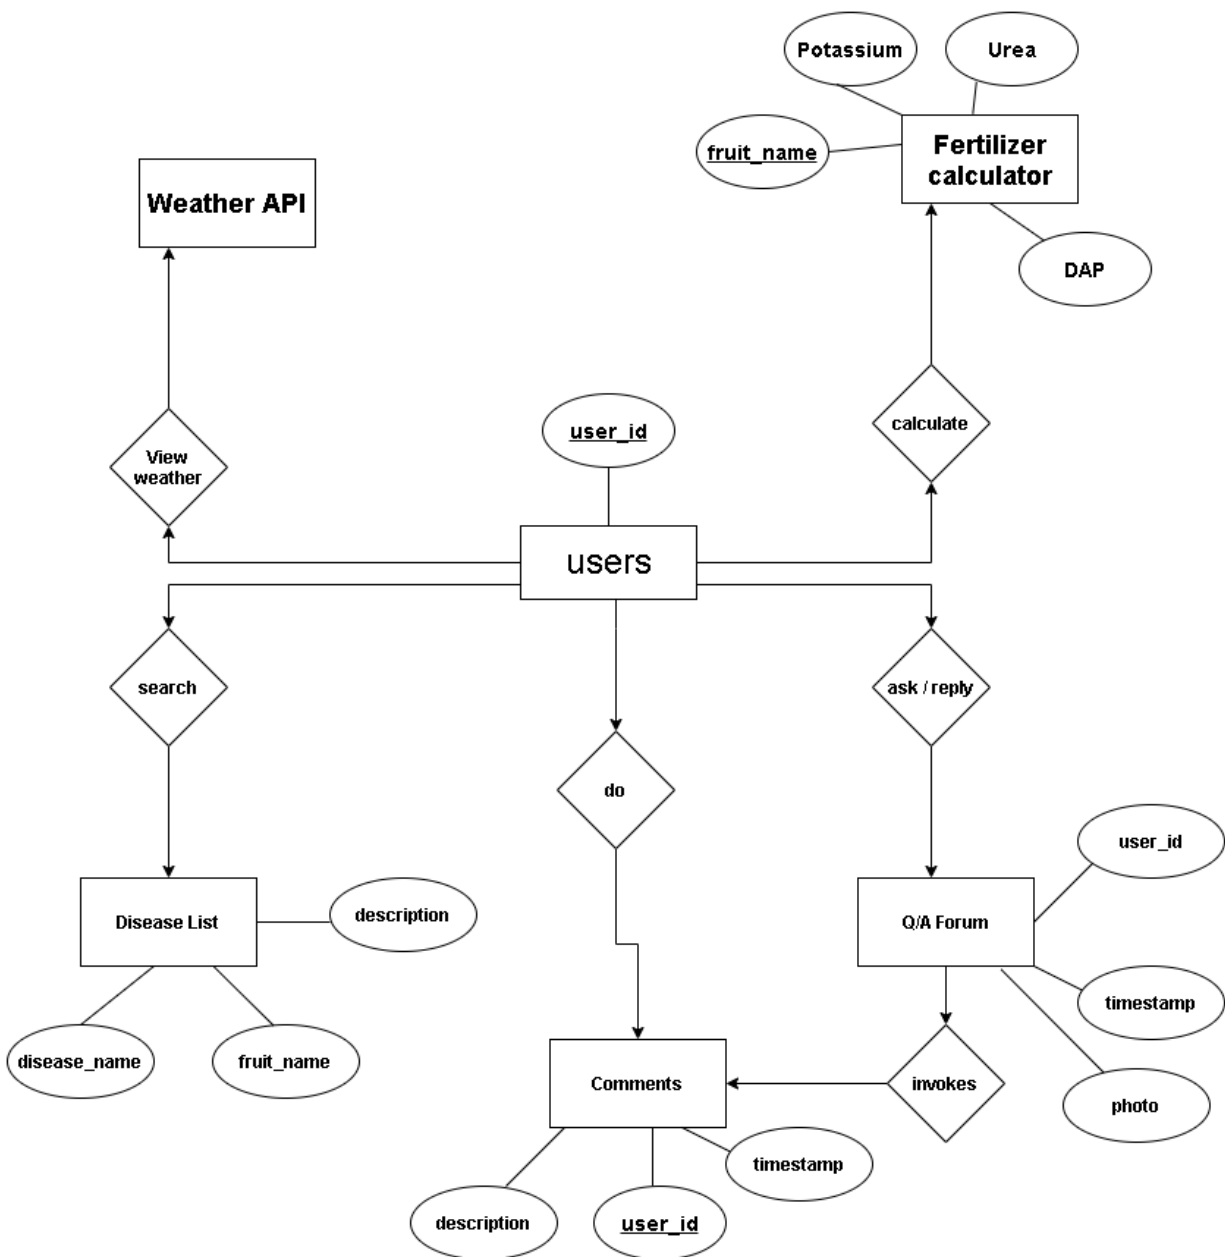 Potassium
Urea
fruit_name
Fertilizer
calculator
Weather API
DAP
user_id
calculate
View
weather
users
search
ask / reply
do
user_id
description
Disease List
Q/A Forum
timestamp
disease_name
fruit_name
Comments
invokes
photo
timestamp
description
user_id